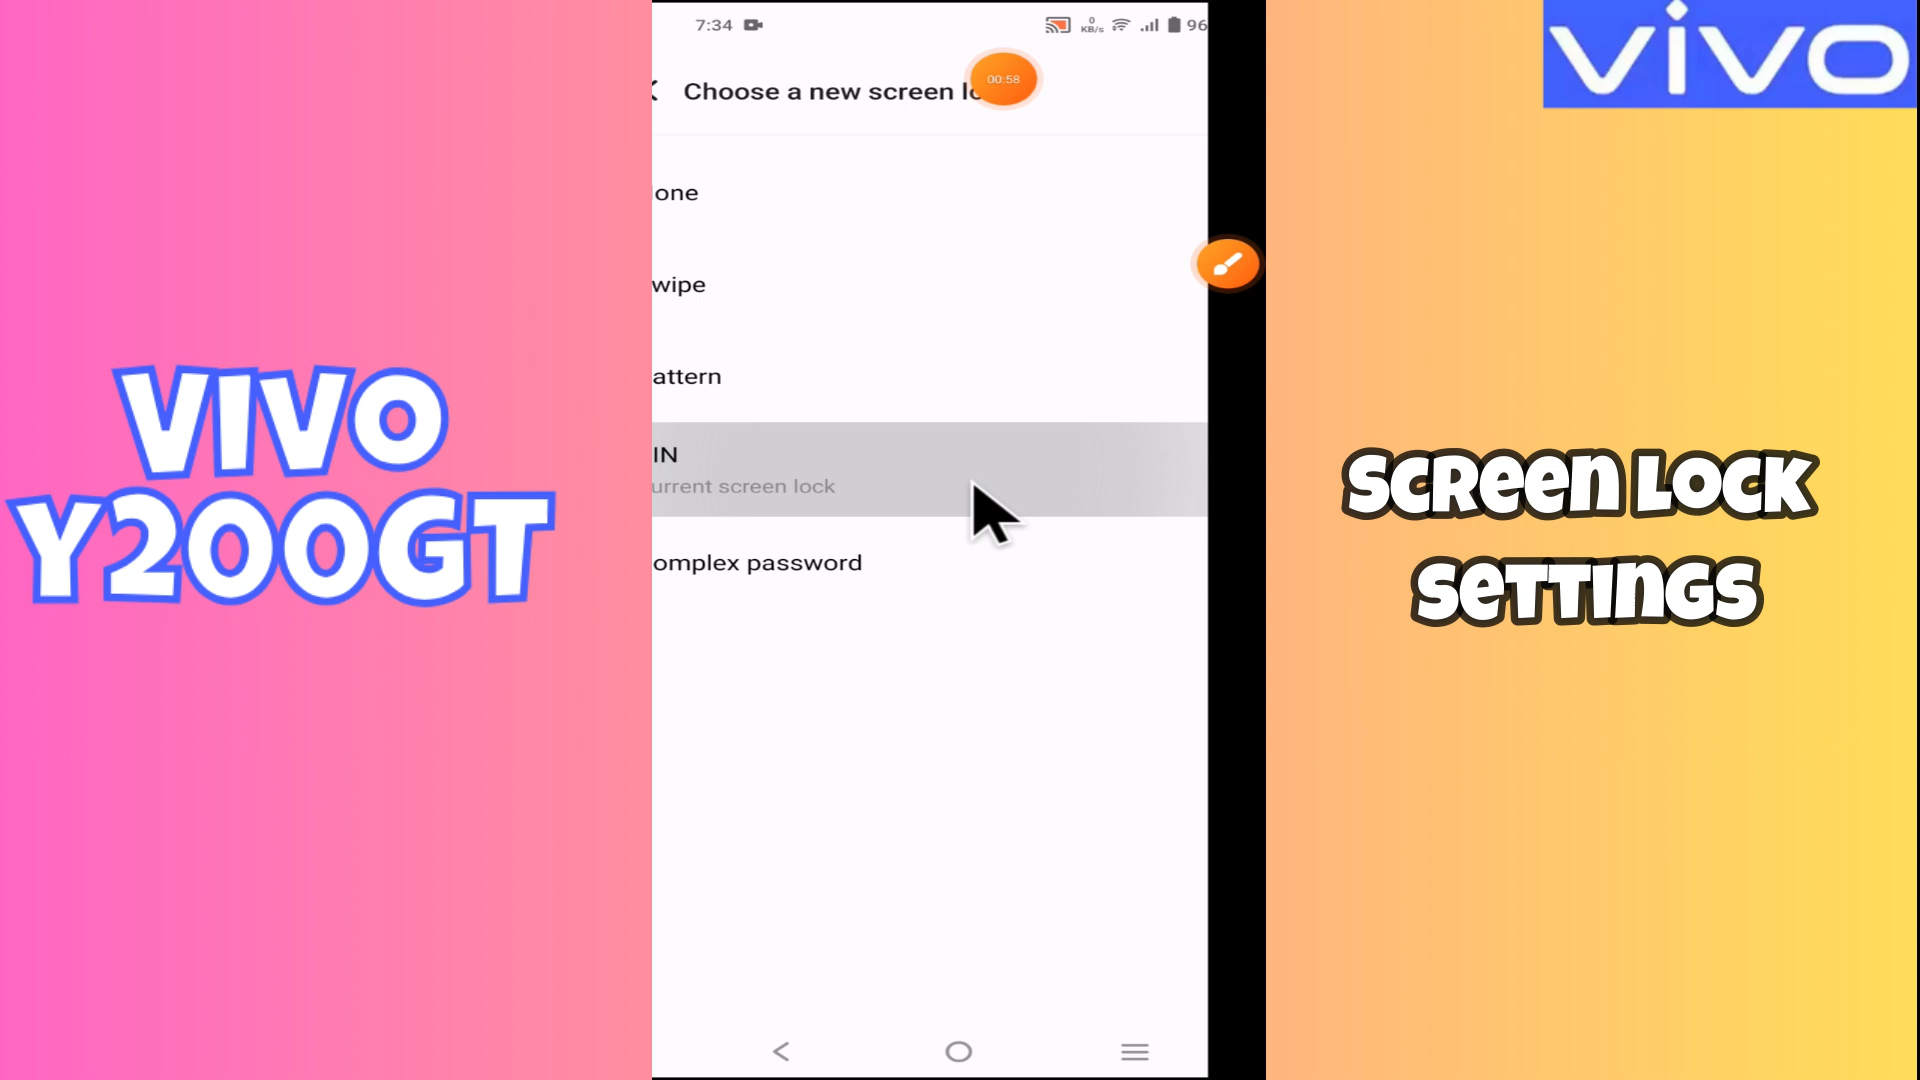 vivo
7:34
0
KB/s
96
00:58
Choose a new screen lo
one
wipe
attern
IN
urrent screen lock
omplex password
VIVO
Y200GT
SCREEN LOCK
SETTINGS